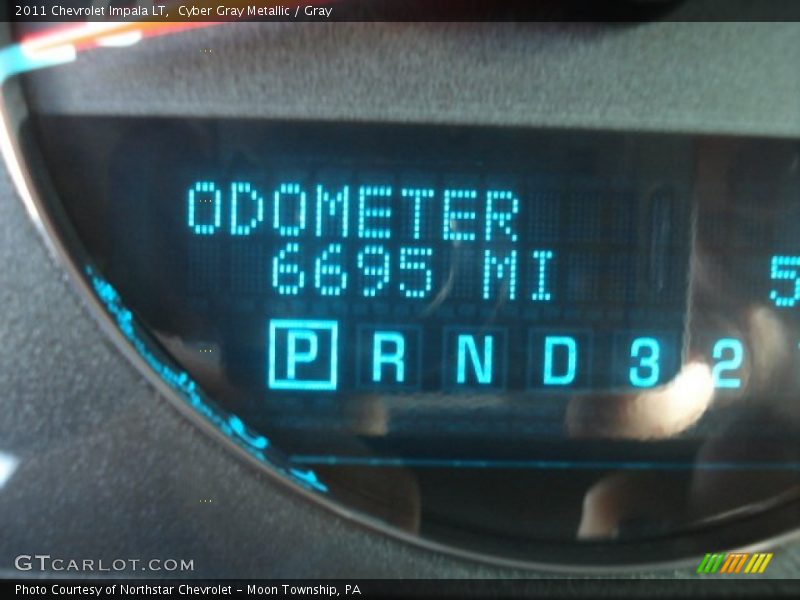 2011 Chevrolet Impala LT,  Cyber Gray Metallic / Gray
ODOMETER
6695 MI
5
P R N D 3 2
GTCARLOT.COM
Photo Courtesy of Northstar Chevrolet - Moon Township, PA